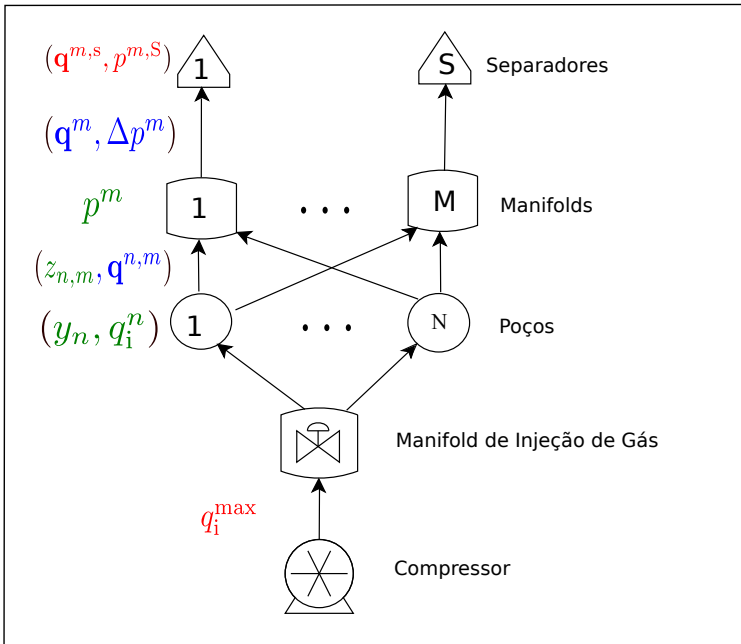 (q^{m,s}, p^{m,S}) 1 S Separadores
(q^m, Δp^m)
p^m 1 ... M Manifolds
(z_{n,m}, q^{n,m})
(y_n, q_i^n) 1 ... N Poços
Manifold de Injeção de Gás
q_i^{max}
Compressor